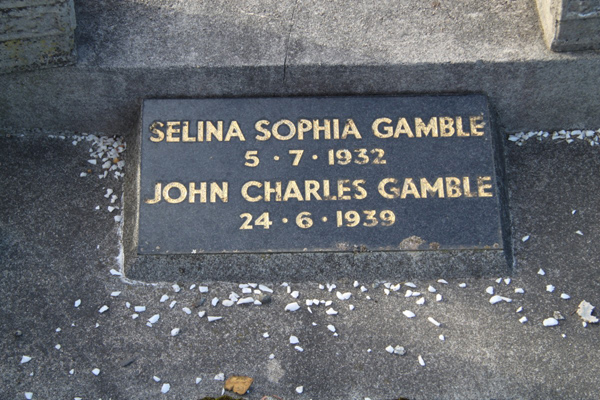 SELINA SOPHIA GAMBLE
5 · 7 · 1932
JOHN CHARLES GAMBLE
24 · 6 · 1939